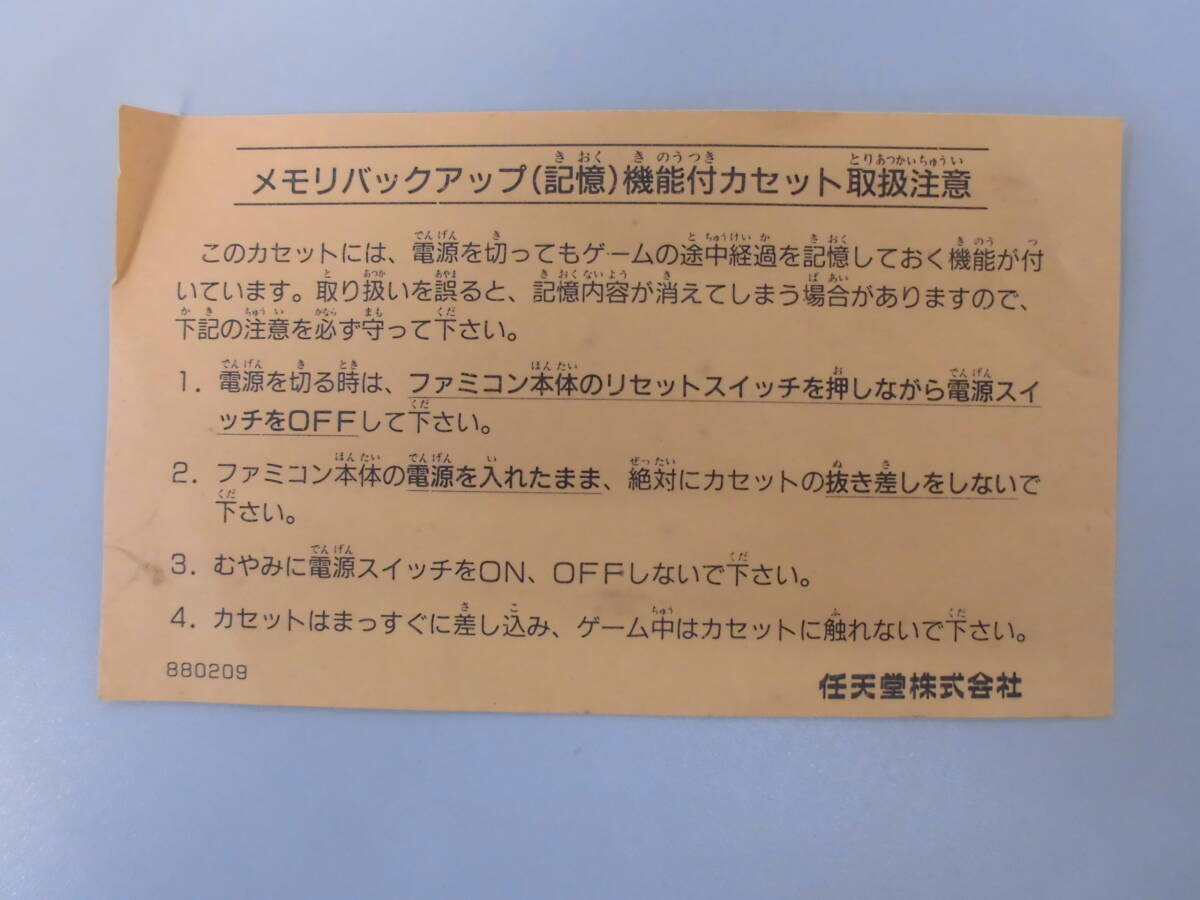 メモリバックアップ(記憶)機能付カセット取扱注意
このカセットには、電源を切ってもゲームの途中経過を記憶しておく機能が付
いています。取り扱いを誤ると、記憶内容が消えてしまう場合がありますので、
下記の注意を必ず守って下さい。
1. 電源を切る時は、ファミコン本体のリセットスイッチを押しながら電源スイ
ッチをOFFして下さい。
2. ファミコン本体の電源を入れたまま、絶対にカセットの抜き差しをしないで
下さい。
3. むやみに電源スイッチをON、OFFしないで下さい。
4. カセットはまっすぐに差し込み、ゲーム中はカセットに触れないで下さい。
880209
任天堂株式会社